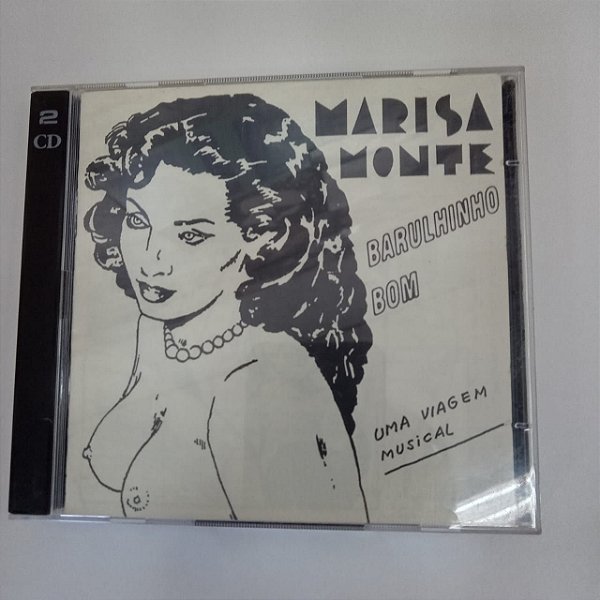 2
CD
MARISA
MONTE
BARULHINHO
BOM
UMA VIAGEM
MUSICAL